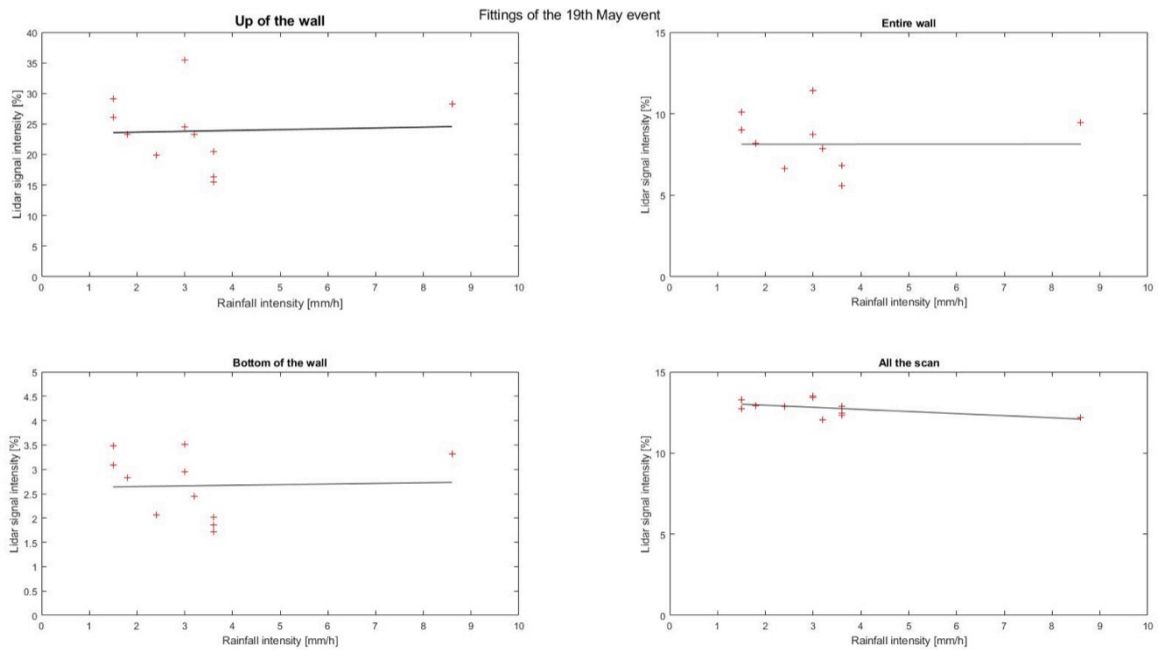 Fittings of the 19th May event
Up of the wall
Lidar signal intensity [%]
40
35
30
25
20
15
10
5
0
0 1 2 3 4 5 6 7 8 9 10
Rainfall intensity [mm/h]
Entire wall
Lidar signal intensity [%]
15
10
5
0
0 1 2 3 4 5 6 7 8 9 10
Rainfall intensity [mm/h]
Bottom of the wall
Lidar signal intensity [%]
5
4.5
4
3.5
3
2.5
2
1.5
1
0.5
0
0 1 2 3 4 5 6 7 8 9 10
Rainfall intensity [mm/h]
All the scan
Lidar signal intensity [%]
15
10
5
0
0 1 2 3 4 5 6 7 8 9 10
Rainfall intensity [mm/h]